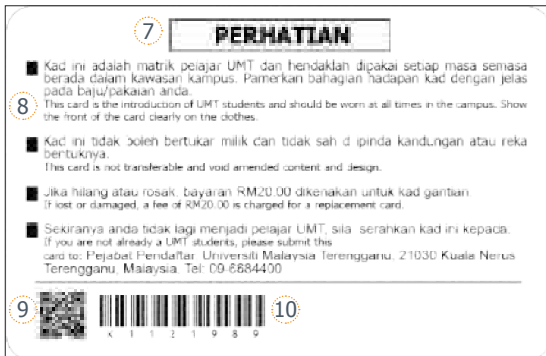 7
PERHATIAN
Kad ini adalah matrik pelajar UMT dan hendaklah dipakai setiap masa semasa
berada dalam kawasan kampus. Pamerkan bahagian hadapan kad dengan jelas
pada baju/pakaian anda.
8
This card is the introduction of UMT students and should be worn at all times in the campus. Show
the front of the card clearly on the clothes.
Kad ini tidak boleh bertukar milik dan tidak sah dipinda kandungan atau reka
bentuknya.
This card is not transferable and void amended content and design.
Jika hilang atau rosak, bayaran RM20.00 dikenakan untuk kad gantian
If lost or damaged, a fee of RM20.00 is charged for a replacement card.
Sekiranya anda tidak lagi menjadi pelajar UMT, sila serahkan kad ini kepada.
If you are not already a UMT students, please submit this
card to: Pejabat Pendaftar Universiti Malaysia Terengganu, 21030 Kuala Nerus
Terengganu, Malaysia. Tel: 09-6684400
9
10
K 1 1 2 1 9 8 9